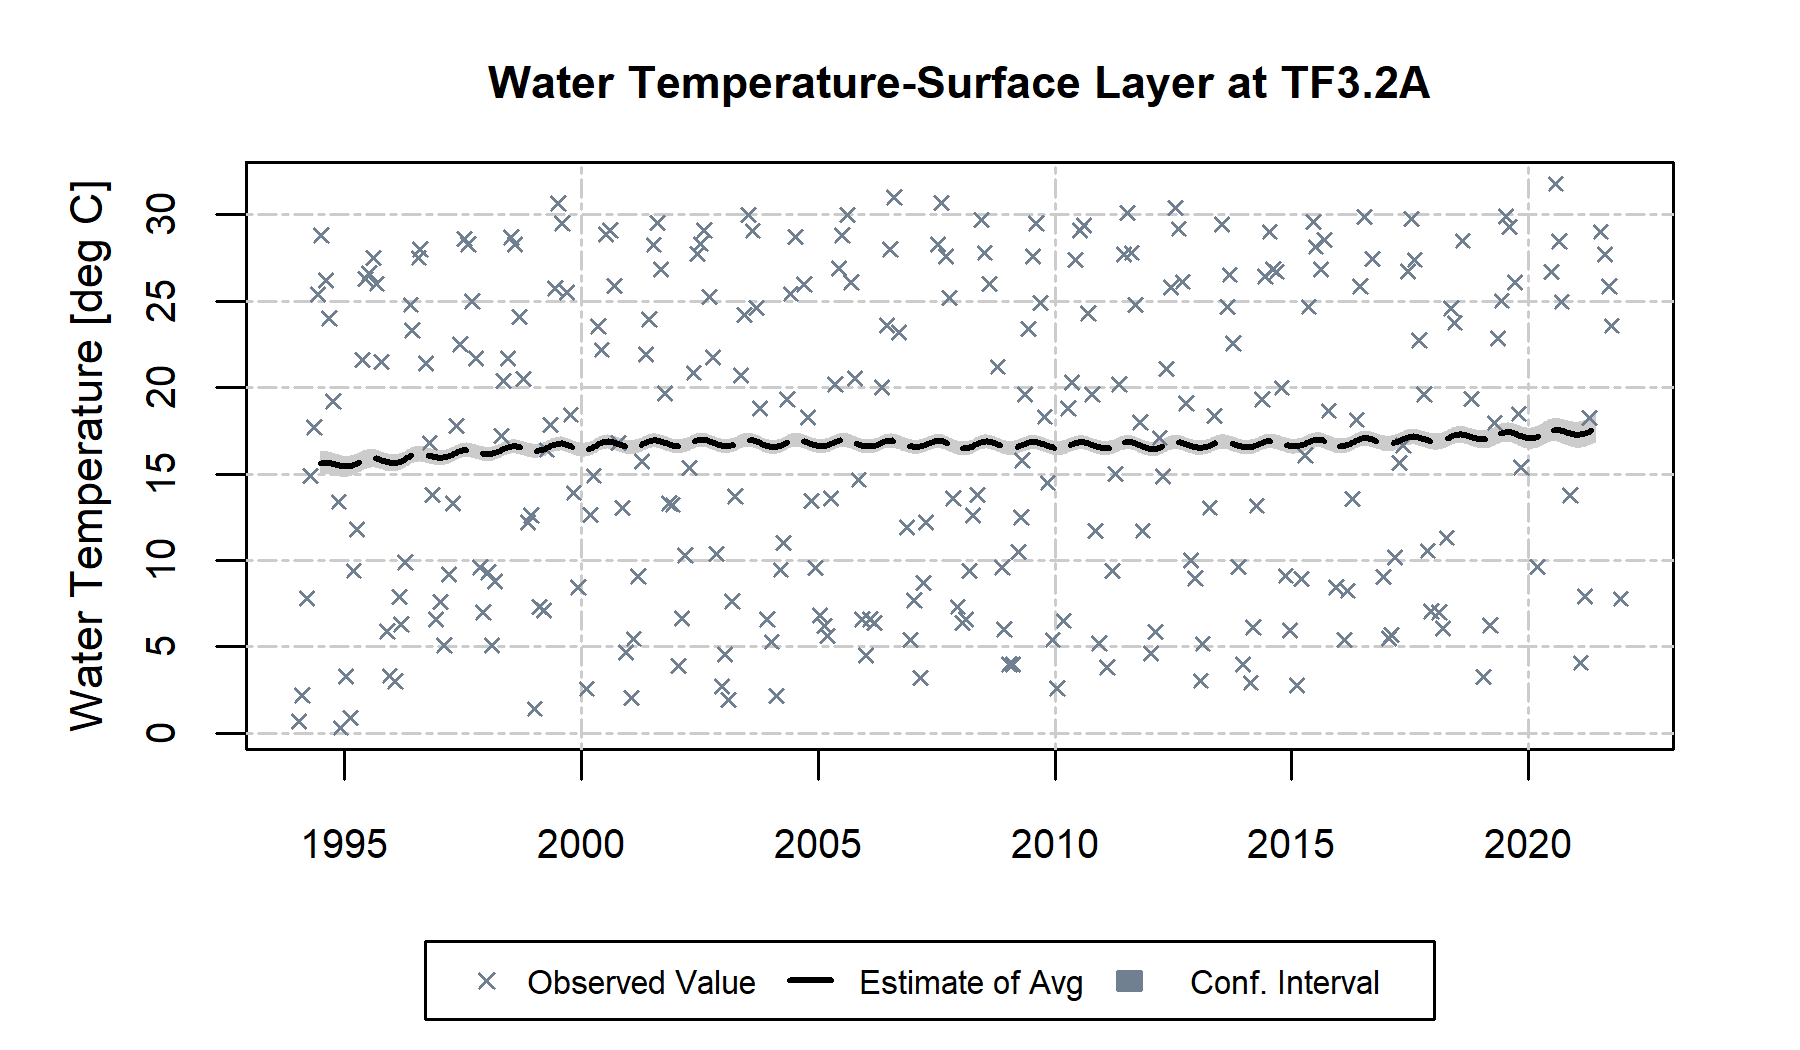 Water Temperature-Surface Layer at TF3.2A
Water Temperature [deg C]
30
25
20
15
10
5
0
1995 2000 2005 2010 2015 2020
Observed Value Estimate of Avg Conf. Interval